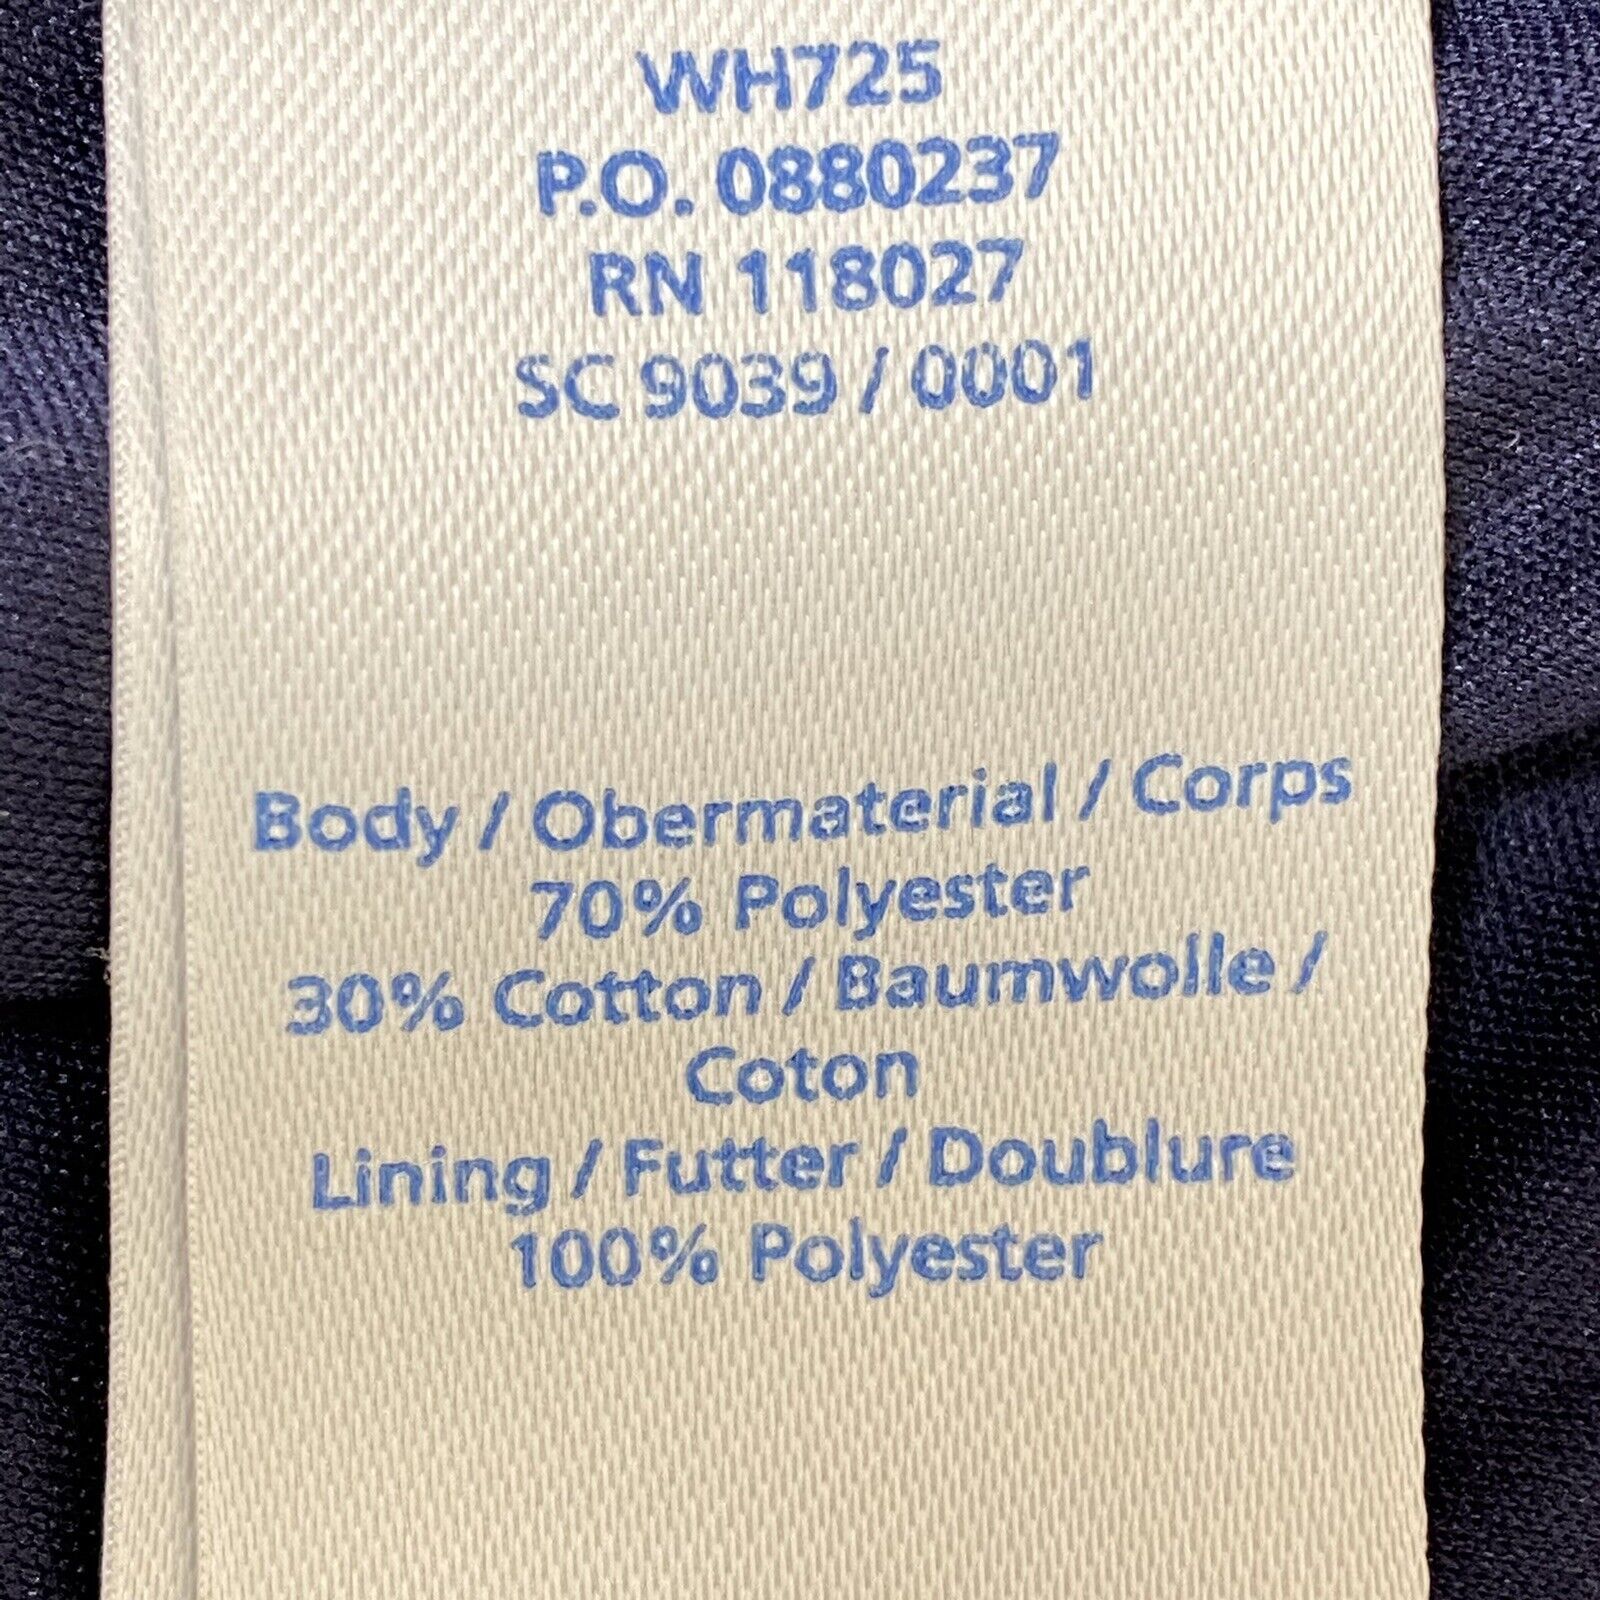 WH725
P.O. 0880237
RN 118027
SC 9039 / 0001
Body / Obermaterial / Corps
70% Polyester
30% Cotton / Baumwolle /
Coton
Lining / Futter / Doublure
100% Polyester